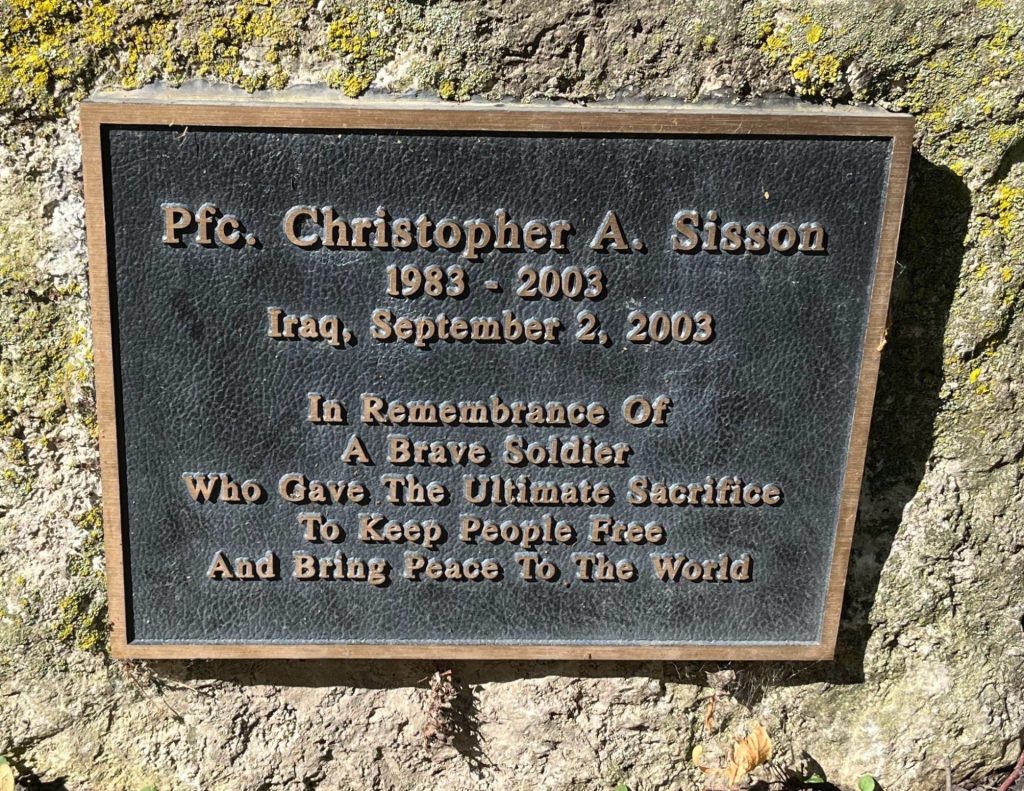 Pfc. Christopher A. Sisson
1983 - 2003
Iraq, September 2, 2003
In Remembrance Of
A Brave Soldier
Who Gave The Ultimate Sacrifice
To Keep People Free
And Bring Peace To The World